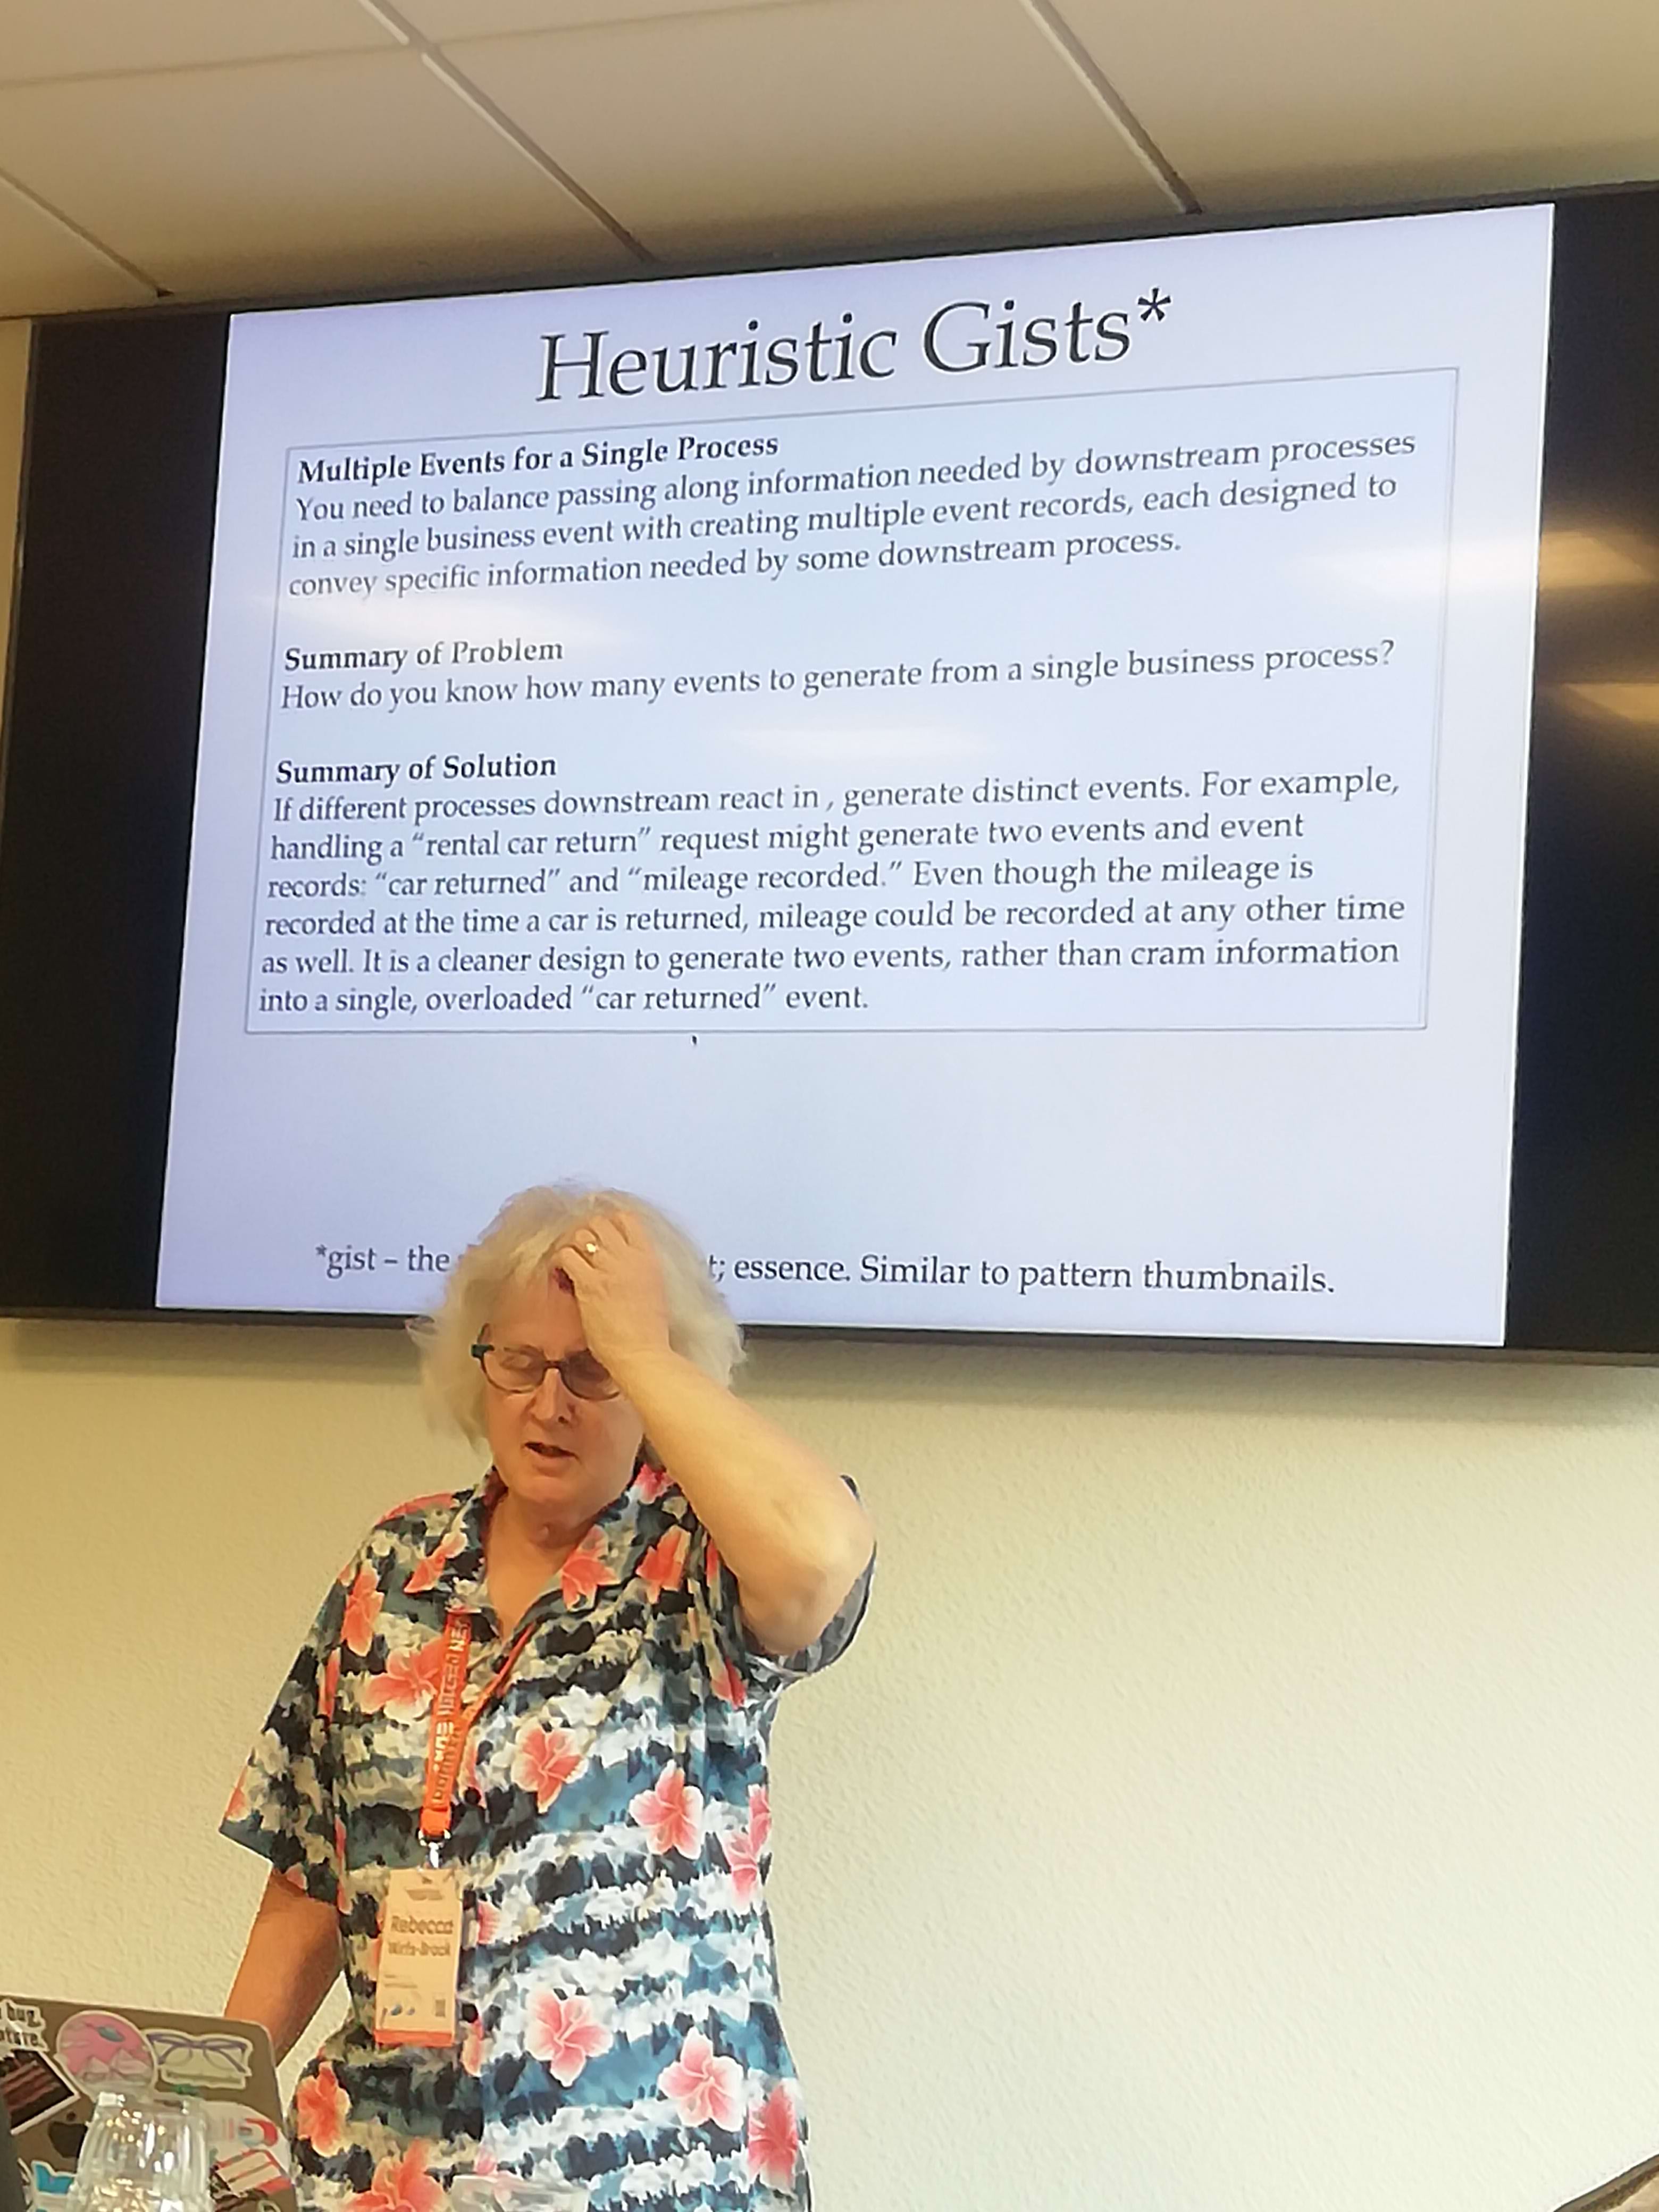 Heuristic Gists*
Multiple Events for a Single Process
You need to balance passing along information needed by downstream processes
in a single business event with creating multiple event records, each designed to
convey specific information needed by some downstream process.
Summary of Problem
How do you know how many events to generate from a single business process?
Summary of Solution
If different processes downstream react in , generate distinct events. For example,
handling a “rental car return” request might generate two events and event
records: “car returned” and “mileage recorded.” Even though the mileage is
recorded at the time a car is returned, mileage could be recorded at any other time
as well. It is a cleaner design to generate two events, rather than cram information
into a single, overloaded “car returned” event.
*gist – the
t; essence. Similar to pattern thumbnails.
Rebecca
Wirfs-Brock
bug